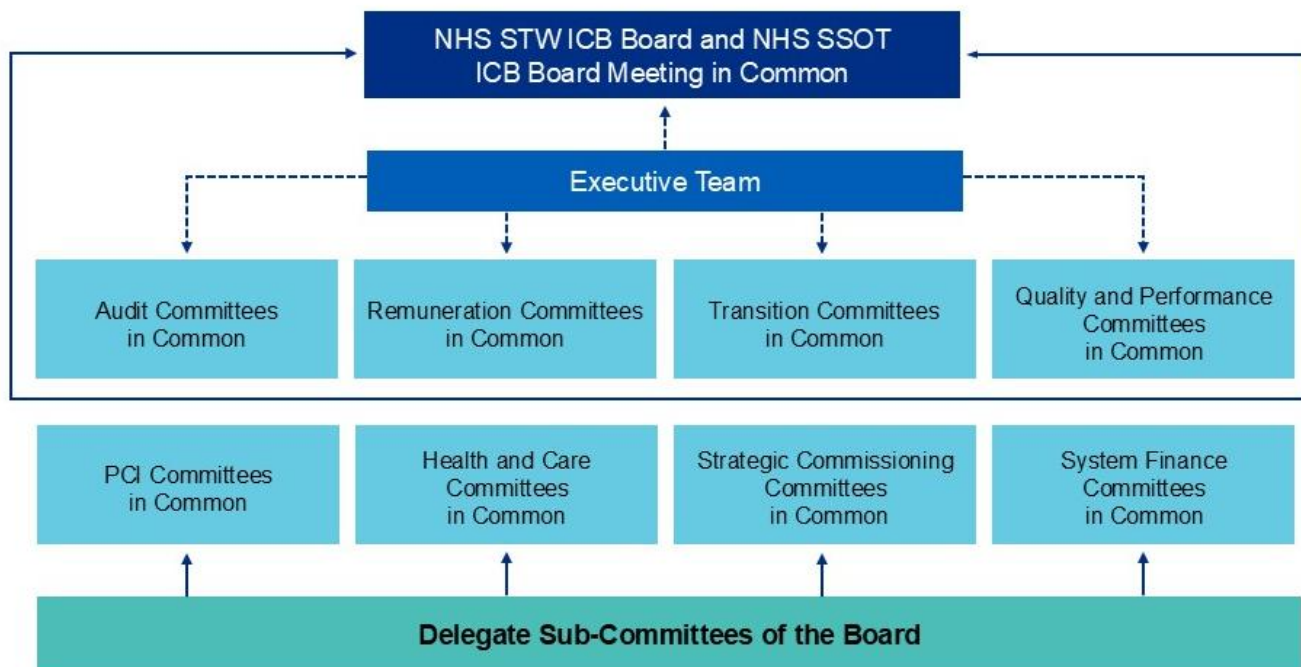 NHS STW ICB Board and NHS SSOT
ICB Board Meeting in Common
Executive Team
Audit Committees
in Common
Remuneration Committees
in Common
Transition Committees
in Common
Quality and Performance
Committees
in Common
PCI Committees
in Common
Health and Care
Committees
in Common
Strategic Commissioning
Committees
in Common
System Finance
Committees
in Common
Delegate Sub-Committees of the Board